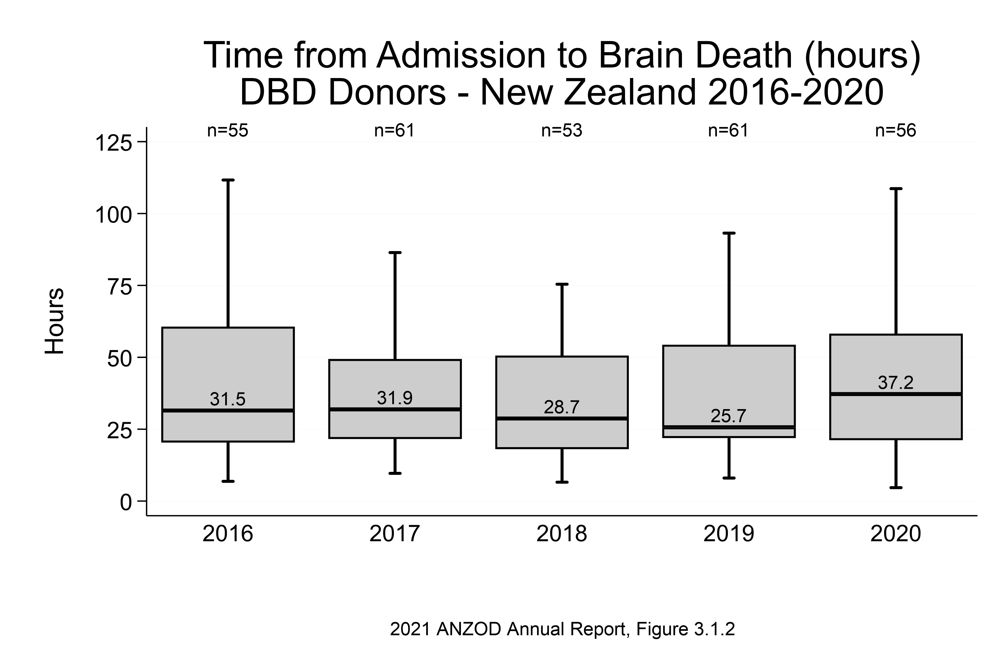 Time from Admission to Brain Death (hours)
DBD Donors - New Zealand 2016-2020
n=55 n=61 n=53 n=61 n=56
125
100
75
50
25
0
Hours
31.5 31.9 28.7 25.7 37.2
2016 2017 2018 2019 2020
2021 ANZOD Annual Report, Figure 3.1.2